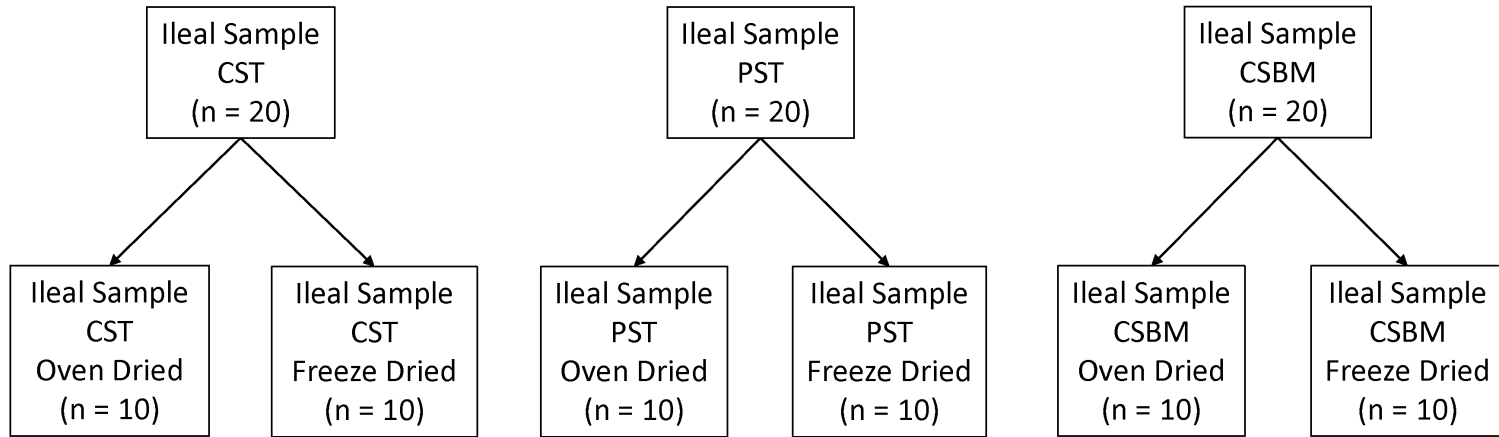 Ileal Sample
CST
(n = 20)
Ileal Sample
PST
(n = 20)
Ileal Sample
CSBM
(n = 20)
Ileal Sample
CST
Oven Dried
(n = 10)
Ileal Sample
CST
Freeze Dried
(n = 10)
Ileal Sample
PST
Oven Dried
(n = 10)
Ileal Sample
PST
Freeze Dried
(n = 10)
Ileal Sample
CSBM
Oven Dried
(n = 10)
Ileal Sample
CSBM
Freeze Dried
(n = 10)